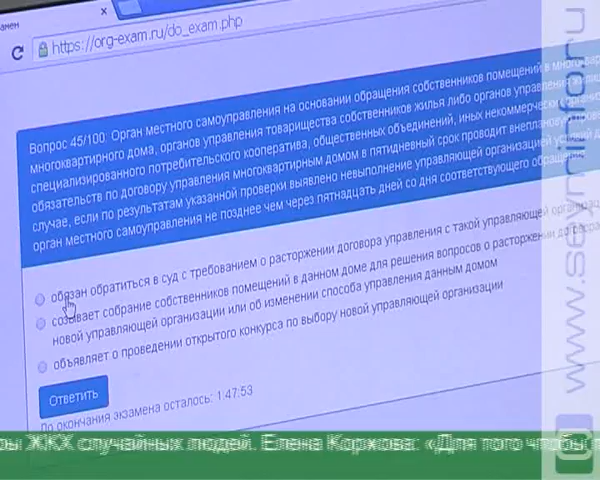 https://org-exam.ru/do_exam.php
Вопрос 45/100: Орган местного самоуправления на основании обращения собственников помещений в
многоквартирного дома, органов управления товарищества собственников жилья либо органов управления
специализированного потребительского кооператива, общественных объединений, иных некоммерческих
обязательств по договору управления многоквартирным домом в пятидневный срок проводит внеплановую
случае, если по результатам указанной проверки выявлено невыполнение управляющей организацией условий
орган местного самоуправления не позднее чем через пятнадцать дней со дня соответствующего обращения
обязан обратиться в суд с требованием о расторжении договора управления с такой управляющей
созывает собрание собственников помещений в данном доме для решения вопросов о расторжении
новой управляющей организации или об изменении способа управления данным домом
объявляет о проведении открытого конкурса по выбору новой управляющей организации
Ответить
До окончания экзамена осталось: 1:47:53
ЖКХ случайных людей. Елена Коржова: «Для того чтобы
www.seyminfo.ru